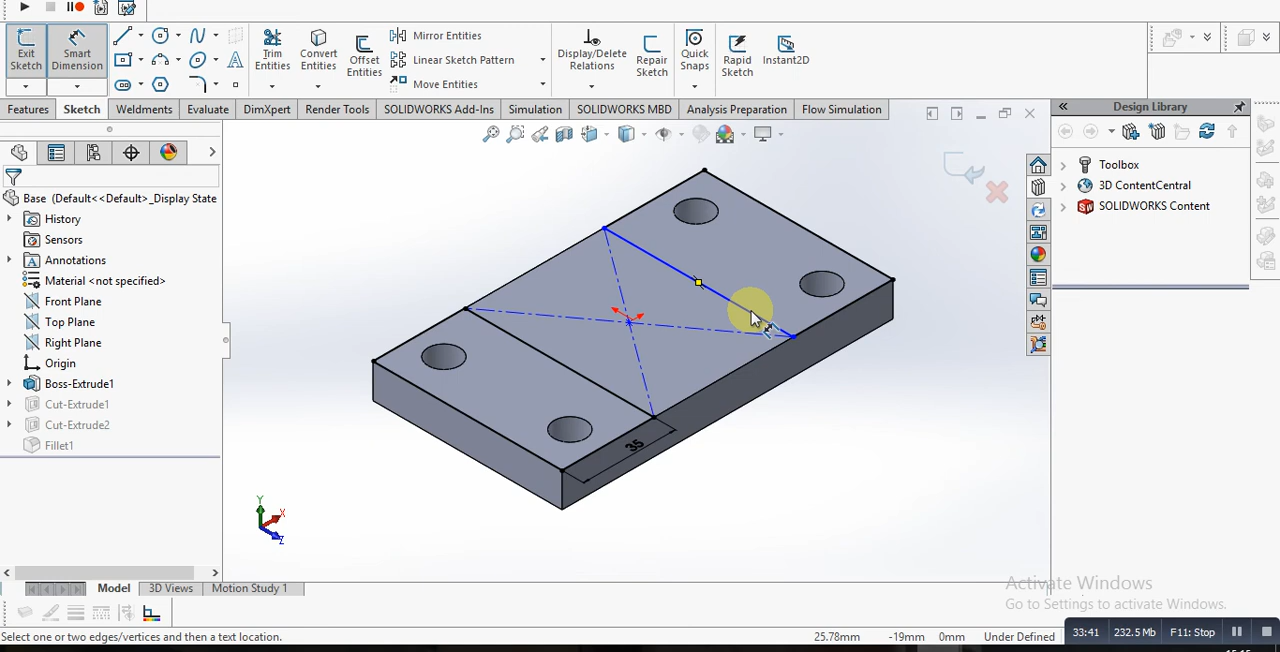 Exit Sketch
Smart Dimension
Trim Entities
Convert Entities
Offset Entities
Mirror Entities
Linear Sketch Pattern
Move Entities
Display/Delete Relations
Repair Sketch
Quick Snaps
Rapid Sketch
Instant2D
Features
Sketch
Weldments
Evaluate
DimXpert
Render Tools
SOLIDWORKS Add-Ins
Simulation
SOLIDWORKS MBD
Analysis Preparation
Flow Simulation
Design Library
Toolbox
3D ContentCentral
SOLIDWORKS Content
Base (Default<<Default>_Display State
History
Sensors
Annotations
Material <not specified>
Front Plane
Top Plane
Right Plane
Origin
Boss-Extrude1
Cut-Extrude1
Cut-Extrude2
Fillet1
35
Y
X
Z
Model
3D Views
Motion Study 1
Activate Windows
Go to Settings to activate Windows.
Select one or two edges/vertices and then a text location.
25.78mm
-19mm
0mm
Under Defined
33:41
232.5 Mb
F11: Stop